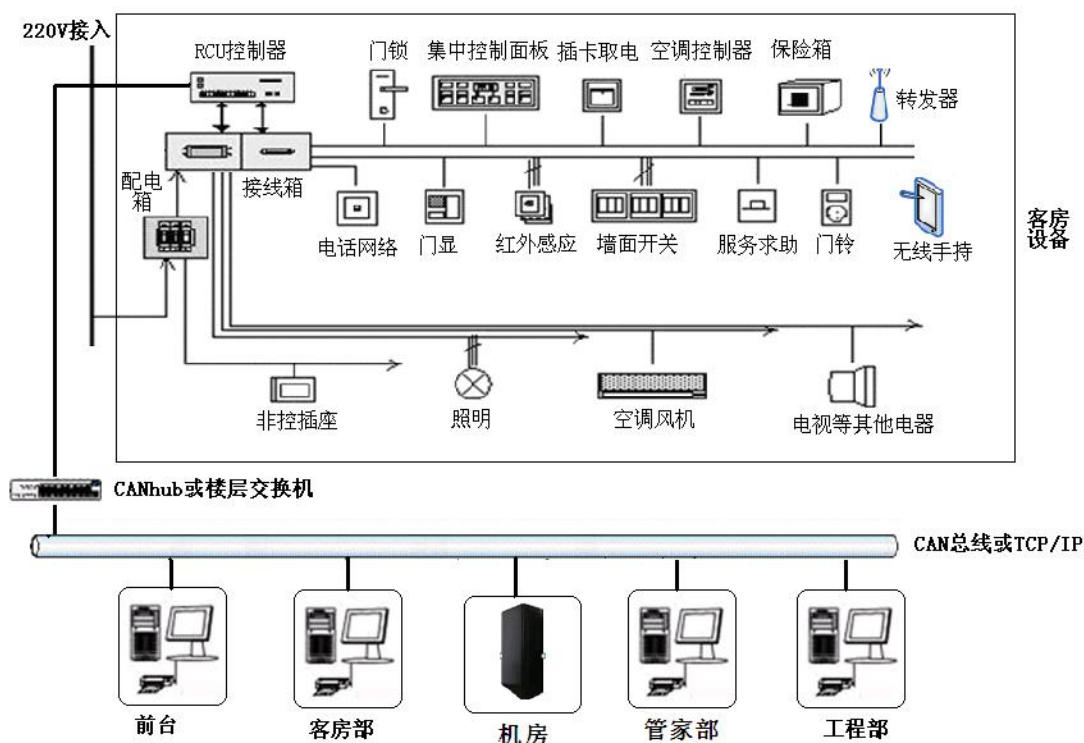 220V接入
RCU控制器
门锁
集中控制面板
插卡取电
空调控制器
保险箱
转发器
配电
箱
接线箱
电话网络
门显
红外感应
墙面开关
服务求助
门铃
无线手持
客房
设备
非控插座
照明
空调风机
电视等其他电器
CANhub或楼层交换机
CAN总线或TCP/IP
前台
客房部
机房
管家部
工程部